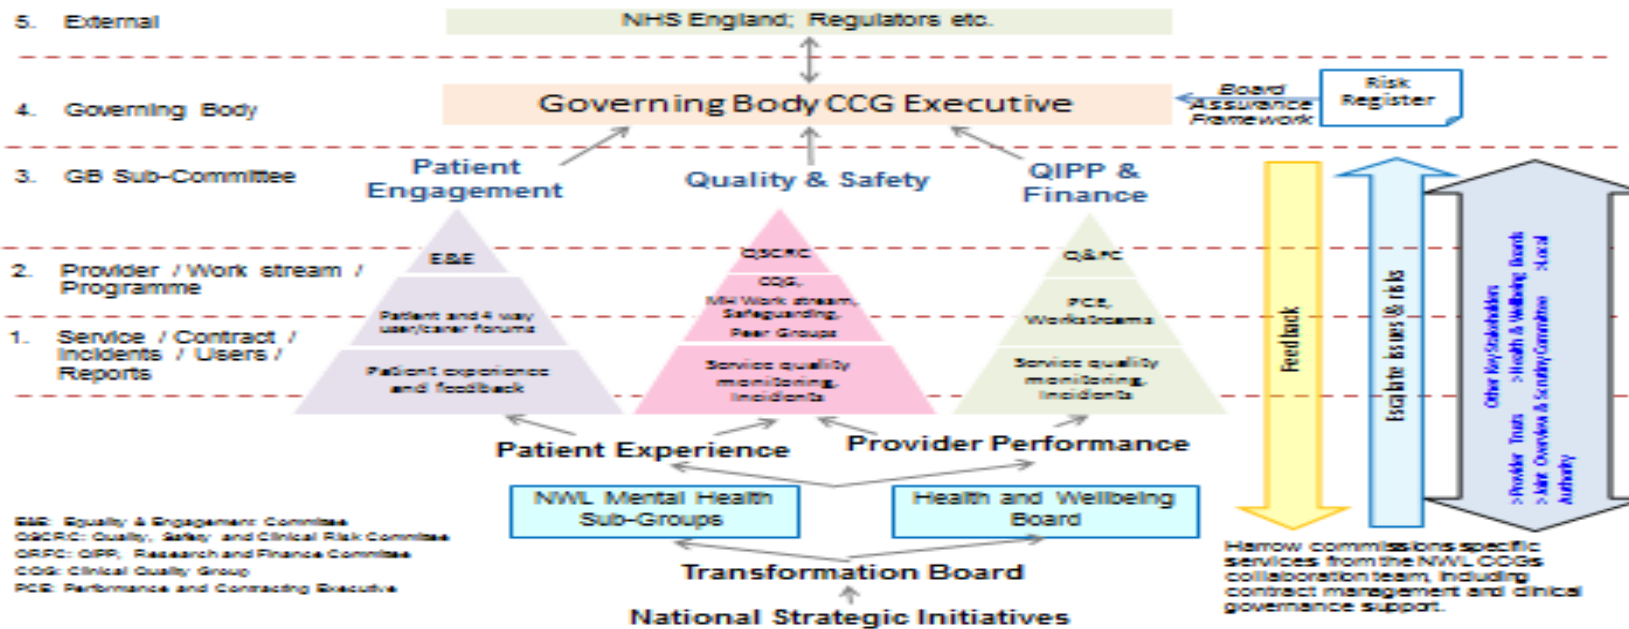 5. External
NHS England; Regulators etc.
4. Governing Body
Governing Body CCG Executive
Board
Assurance
Framework
Risk
Register
3. GB Sub-Committee
Patient
Engagement
Quality & Safety
QIPP &
Finance
2. Provider / Work stream /
Programme
1. Service / Contract /
Incidents / Users /
Reports
E&E
Patient and 4 way
user/carer forums
Patient experience
and feedback
QSCRC
CQG,
MH Work stream,
Safeguarding,
Peer Groups
Service quality
monitoring,
Incidents
PCE,
Workstreams
Service quality
monitoring,
Incidents
Feedback
Escalate issues & risks
Other Key Stakeholders
>Provider Trusts >Health & Wellbeing Boards
>Joint Overview & Scrutiny Committee >Local
Authority
Patient Experience
Provider Performance
NWL Mental Health
Sub-Groups
Health and Wellbeing
Board
Transformation Board
National Strategic Initiatives
E&E: Equality & Engagement Committee
QSCRC: Quality, Safety and Clinical Risk Committee
QRFC: QIPP, Research and Finance Committee
CQG: Clinical Quality Group
PCE: Performance and Contracting Executive
Harrow commissions specific
services from the NWL CCGs
collaboration team, including
contract management and clinical
governance support.